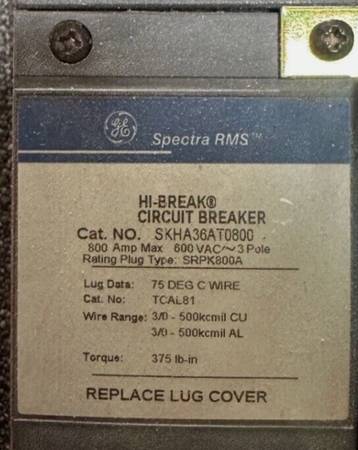 GE
Spectra RMS™
HI-BREAK®
CIRCUIT BREAKER
Cat. NO. SKHA36AT0800
800 Amp Max 600 VAC~3 Pole
Rating Plug Type: SRPK800A
Lug Data: 75 DEG C WIRE
Cat. No: TCAL81
Wire Range: 3/0 - 500kcmil CU
3/0 - 500kcmil AL
Torque: 375 lb-in
REPLACE LUG COVER